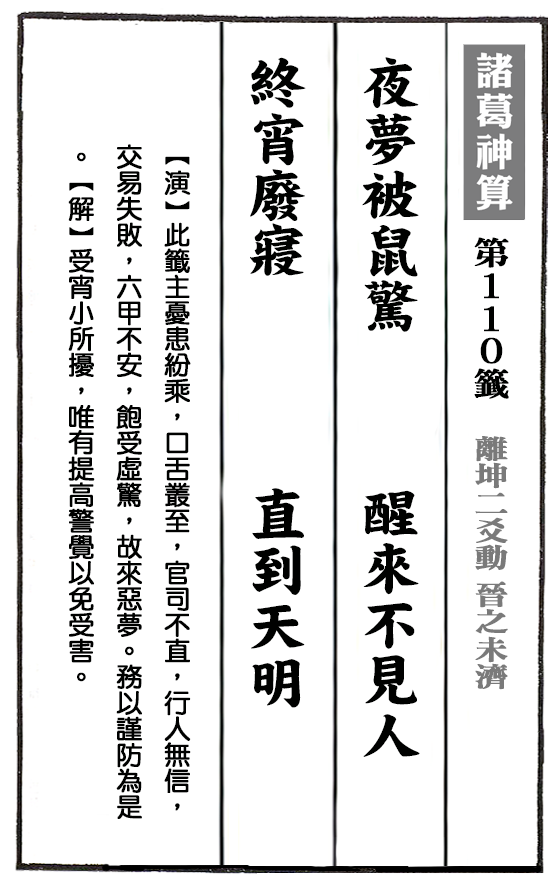 諸葛神算 第110籤 離坤二爻動 晉之未濟
夜夢被鼠驚 醒來不見人
終宵廢寢 直到天明
【演】此籤主憂患紛乘，口舌叢至，官司不直，行人無信，
交易失敗，六甲不安，飽受虛驚，故來惡夢。務以謹防為是
。【解】受宵小所擾，唯有提高警覺以免受害。